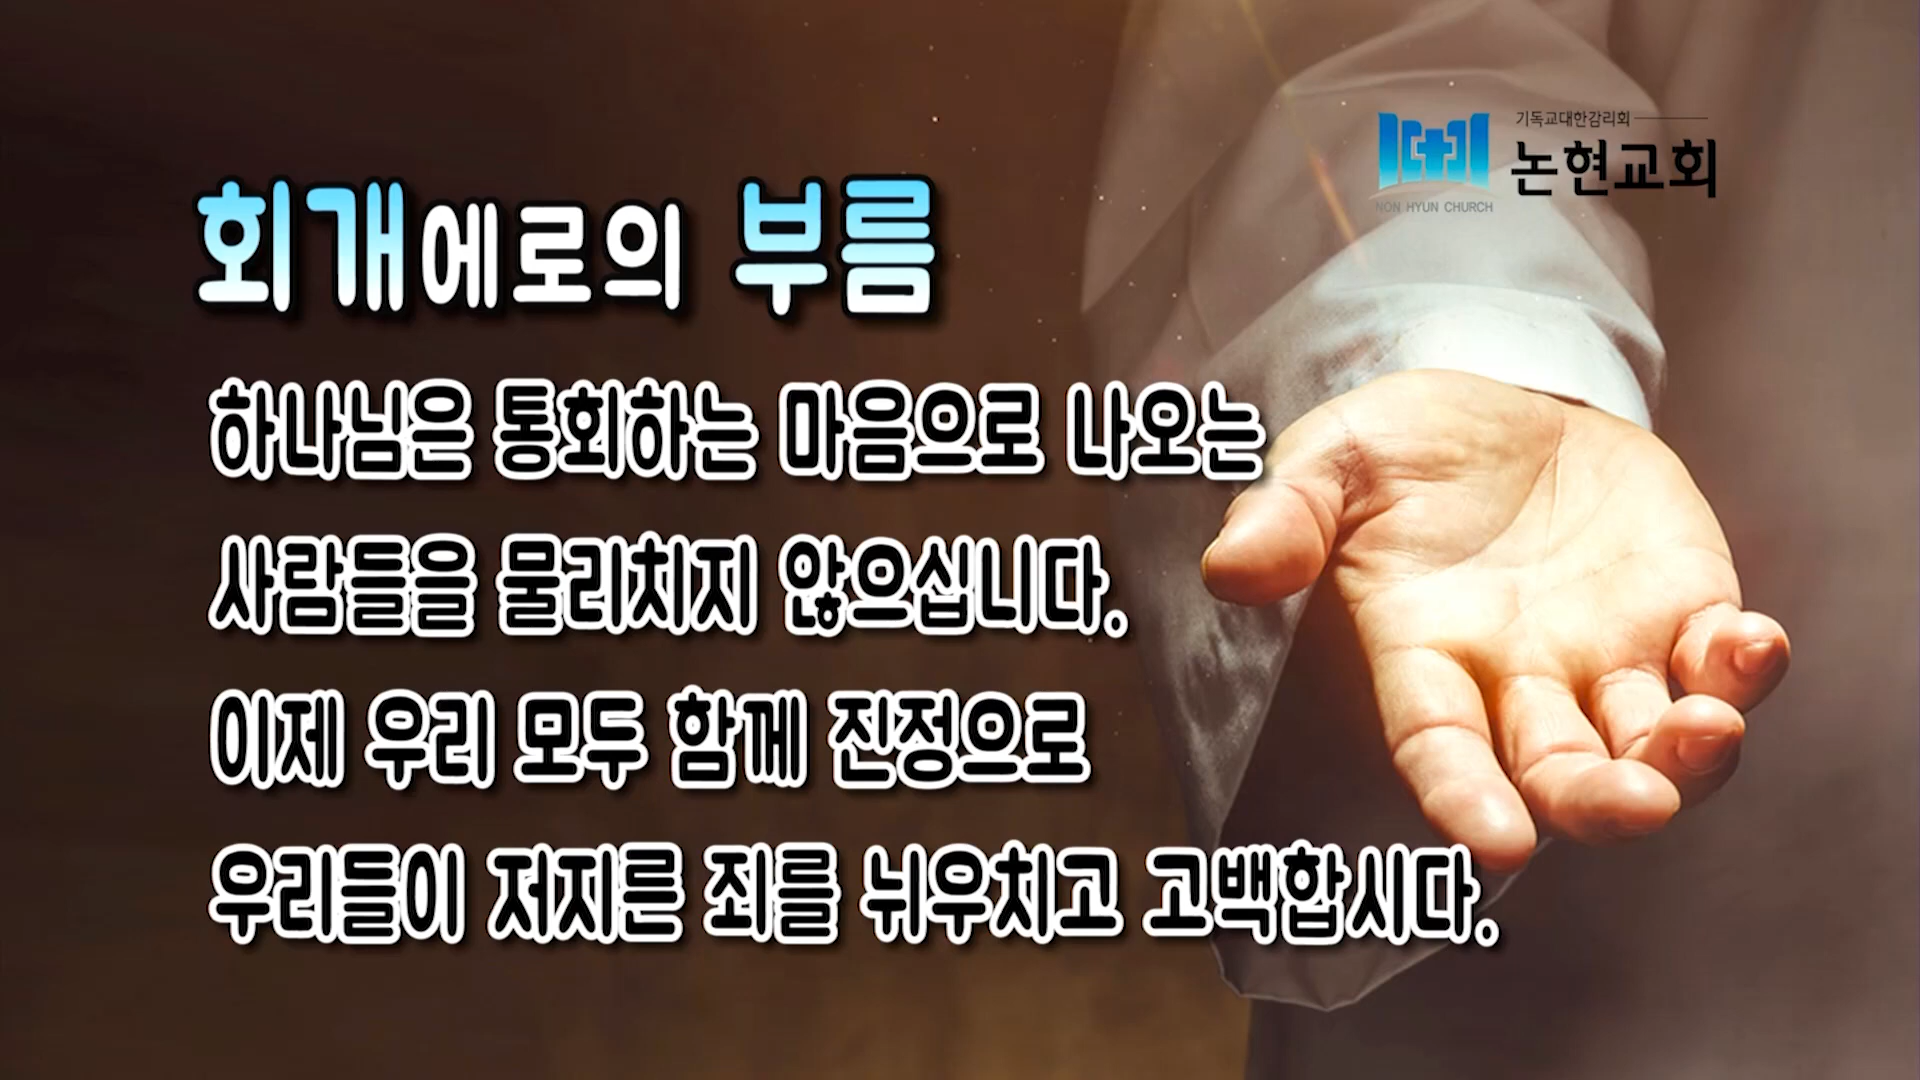 기독교대한감리회
논현교회
NON HYUN CHURCH
회개에로의 부름
하나님은 통회하는 마음으로 나오는
사람들을 물리치지 않으십니다.
이제 우리 모두 함께 진정으로
우리들이 저지른 죄를 뉘우치고 고백합시다.